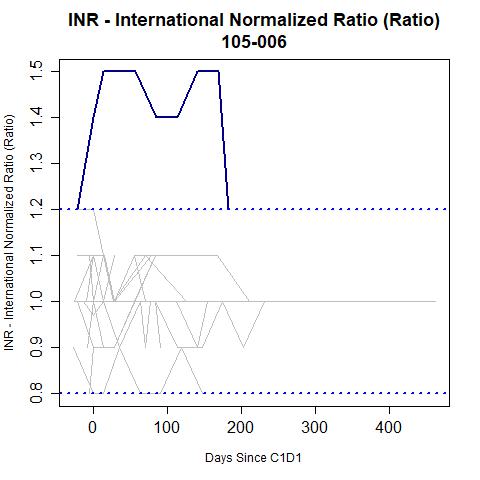 INR - International Normalized Ratio (Ratio)
105-006
INR - International Normalized Ratio (Ratio)
1.5
1.4
1.3
1.2
1.1
1.0
0.9
0.8
0 100 200 300 400
Days Since C1D1